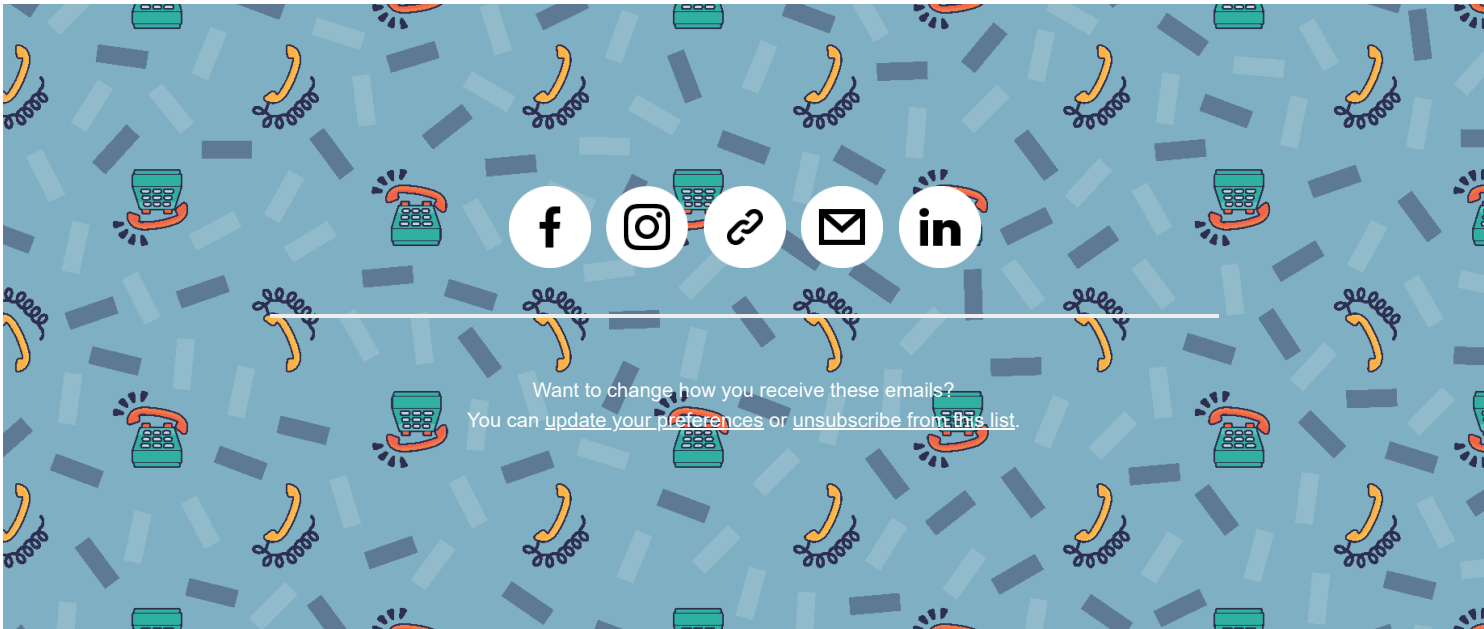 Want to change how you receive these emails?
You can update your preferences or unsubscribe from this list.